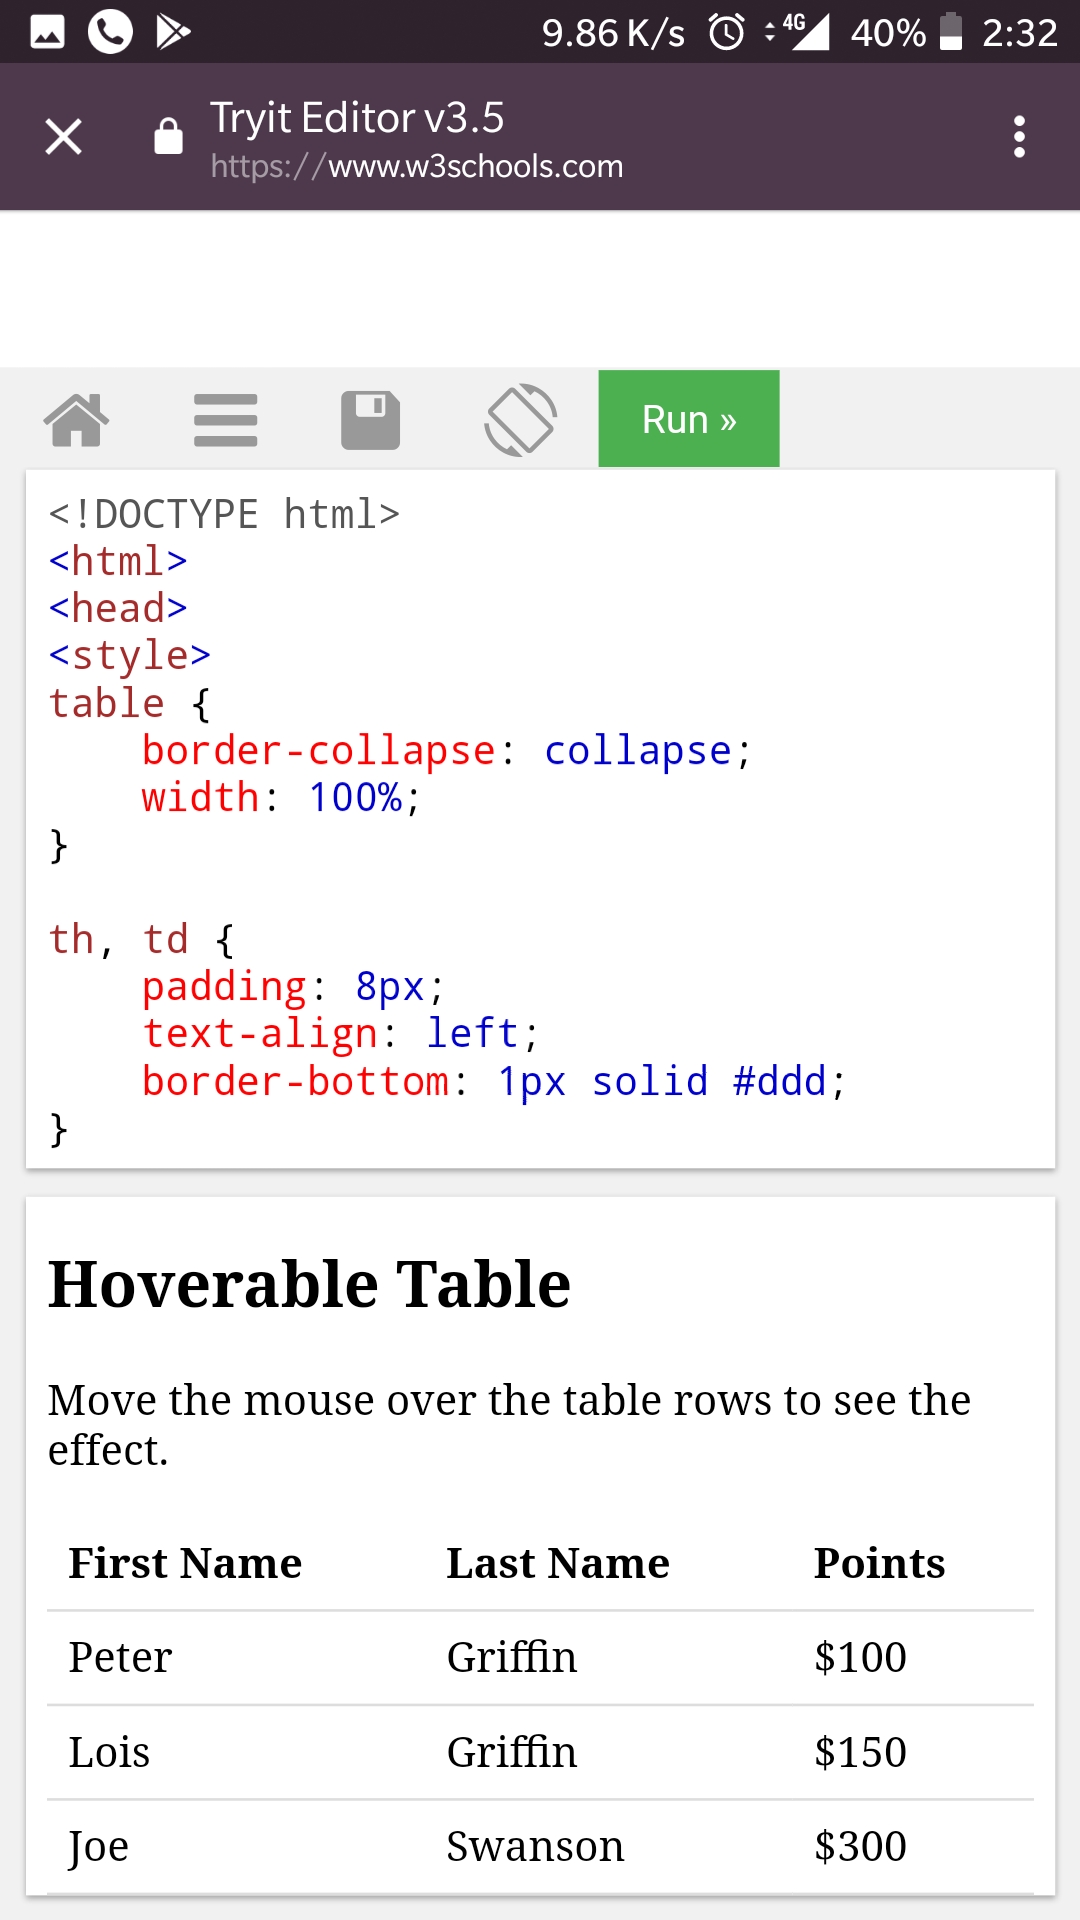 9.86 K/s 4G 40% 2:32
Tryit Editor v3.5
https://www.w3schools.com
Run »
<!DOCTYPE html>
<html>
<head>
<style>
table {
    border-collapse: collapse;
    width: 100%;
}
th, td {
    padding: 8px;
    text-align: left;
    border-bottom: 1px solid #ddd;
}
Hoverable Table
Move the mouse over the table rows to see the
effect.
First Name Last Name Points
Peter Griffin $100
Lois Griffin $150
Joe Swanson $300